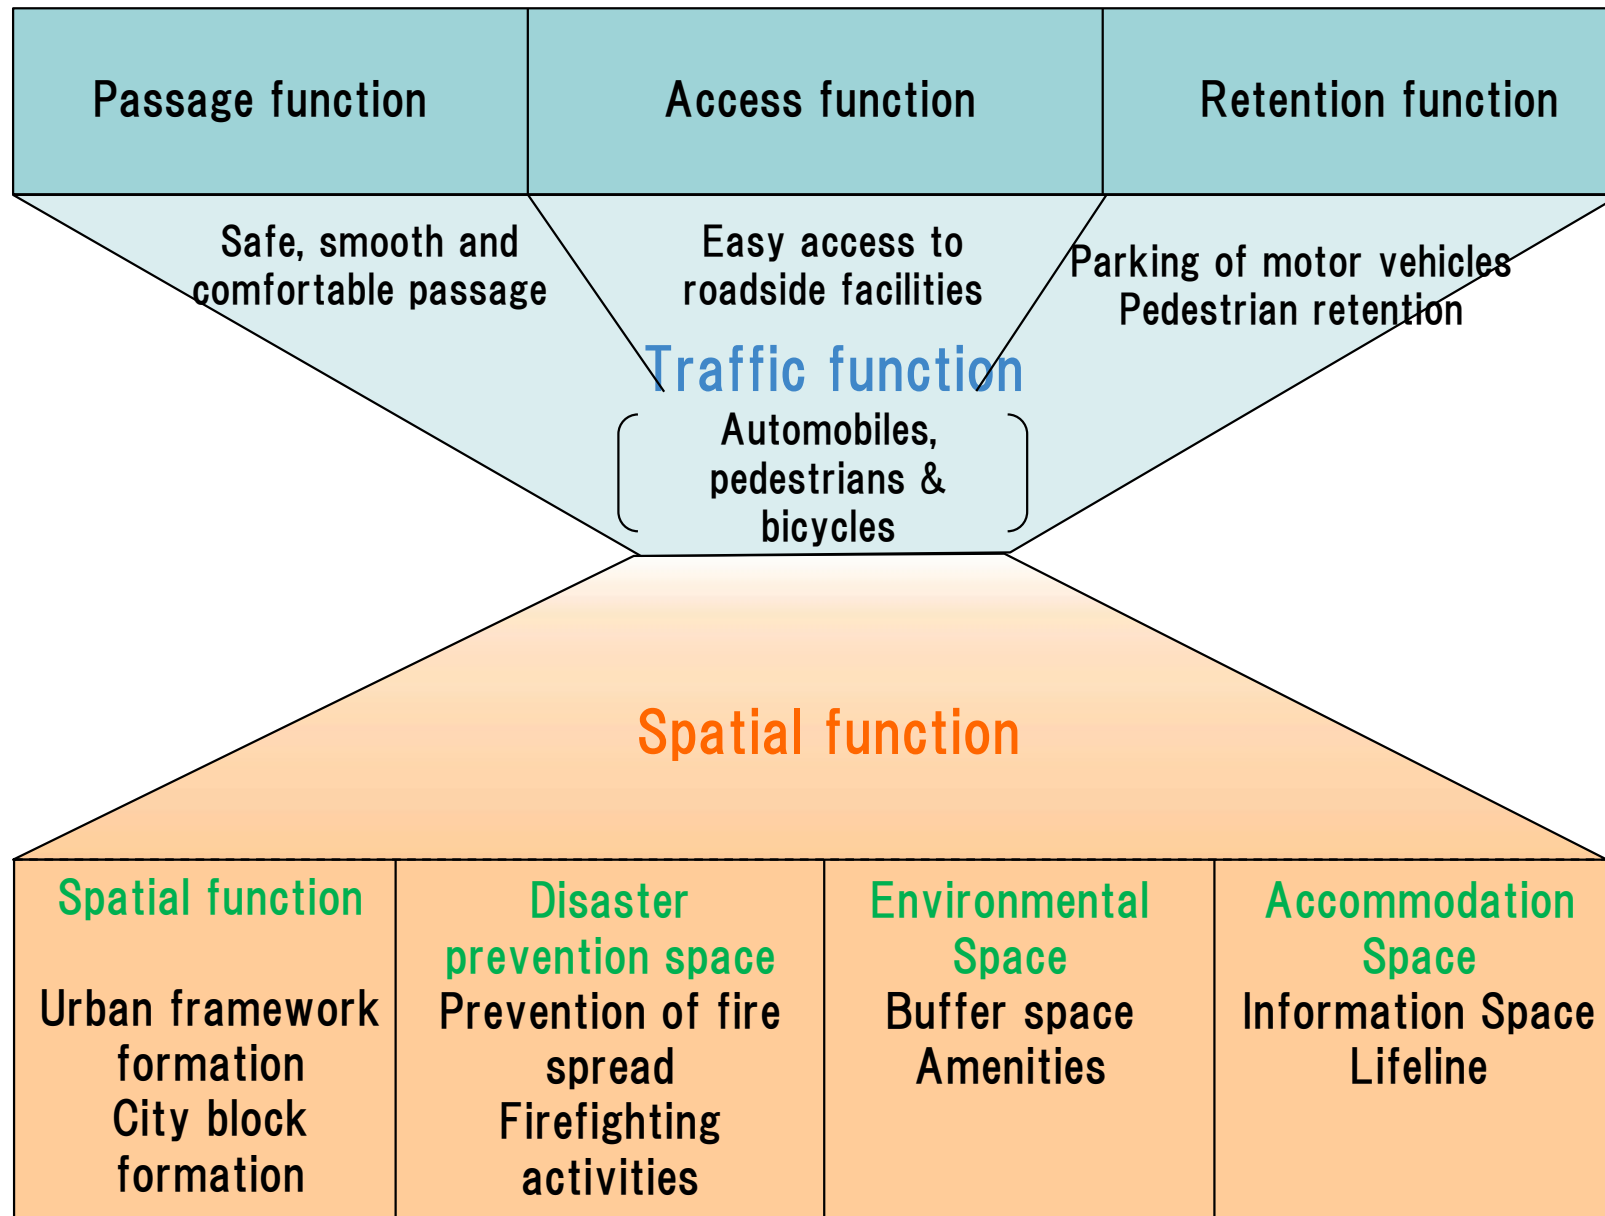 Passage function
Access function
Retention function
Safe, smooth and
comfortable passage
Easy access to
roadside facilities
Parking of motor vehicles
Pedestrian retention
Traffic function
Automobiles,
pedestrians &
bicycles
Spatial function
Spatial function
Urban framework
formation
City block
formation
Disaster
prevention space
Prevention of fire
spread
Firefighting
activities
Environmental
Space
Buffer space
Amenities
Accommodation
Space
Information Space
Lifeline